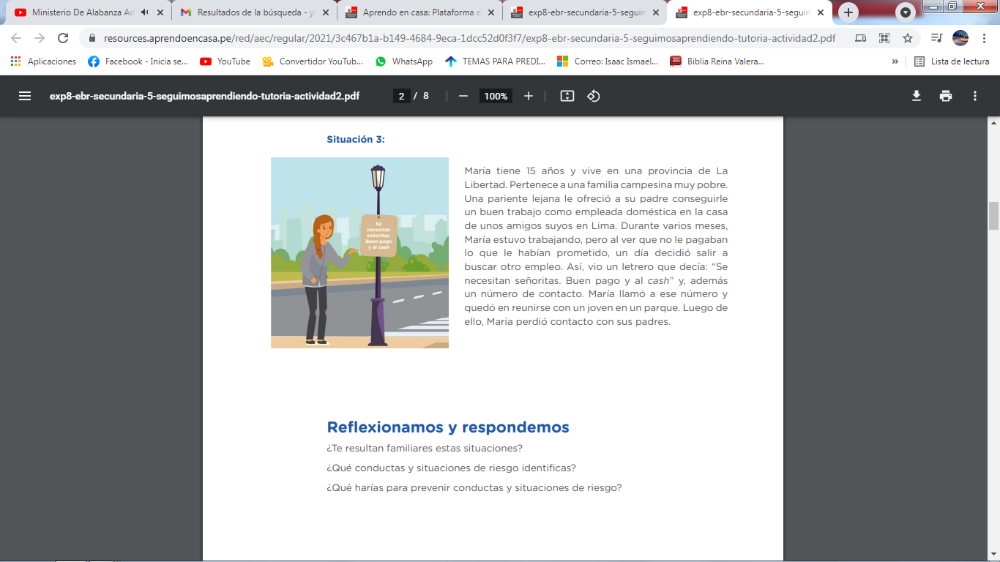 Ministerio De Alabanza Ad
Resultados de la búsqueda - y
Aprendo en casa: Plataforma e
exp8-ebr-secundaria-5-seguim
exp8-ebr-secundaria-5-seguim
resources.aprendoencasa.pe/red/aec/regular/2021/3c467b1a-b149-4684-9eca-1dcc52d0f3f7/exp8-ebr-secundaria-5-seguimosaprendiendo-tutoria-actividad2.pdf
Aplicaciones
Facebook - Inicia se...
YouTube
Convertidor YouTub...
WhatsApp
TEMAS PARA PREDI...
Correo: Isaac Ismael...
Biblia Reina Valera...
»
Lista de lectura
exp8-ebr-secundaria-5-seguimosaprendiendo-tutoria-actividad2.pdf
2 / 8
100%
Situación 3:
Se
necesitan
señoritas.
Buen pago
y al cash
María tiene 15 años y vive en una provincia de La
Libertad. Pertenece a una familia campesina muy pobre.
Una pariente lejana le ofreció a su padre conseguirle
un buen trabajo como empleada doméstica en la casa
de unos amigos suyos en Lima. Durante varios meses,
María estuvo trabajando, pero al ver que no le pagaban
lo que le habían prometido, un día decidió salir a
buscar otro empleo. Así, vio un letrero que decía: “Se
necesitan señoritas. Buen pago y al cash” y, además
un número de contacto. María llamó a ese número y
quedó en reunirse con un joven en un parque. Luego de
ello, María perdió contacto con sus padres.
Reflexionamos y respondemos
¿Te resultan familiares estas situaciones?
¿Qué conductas y situaciones de riesgo identificas?
¿Qué harías para prevenir conductas y situaciones de riesgo?